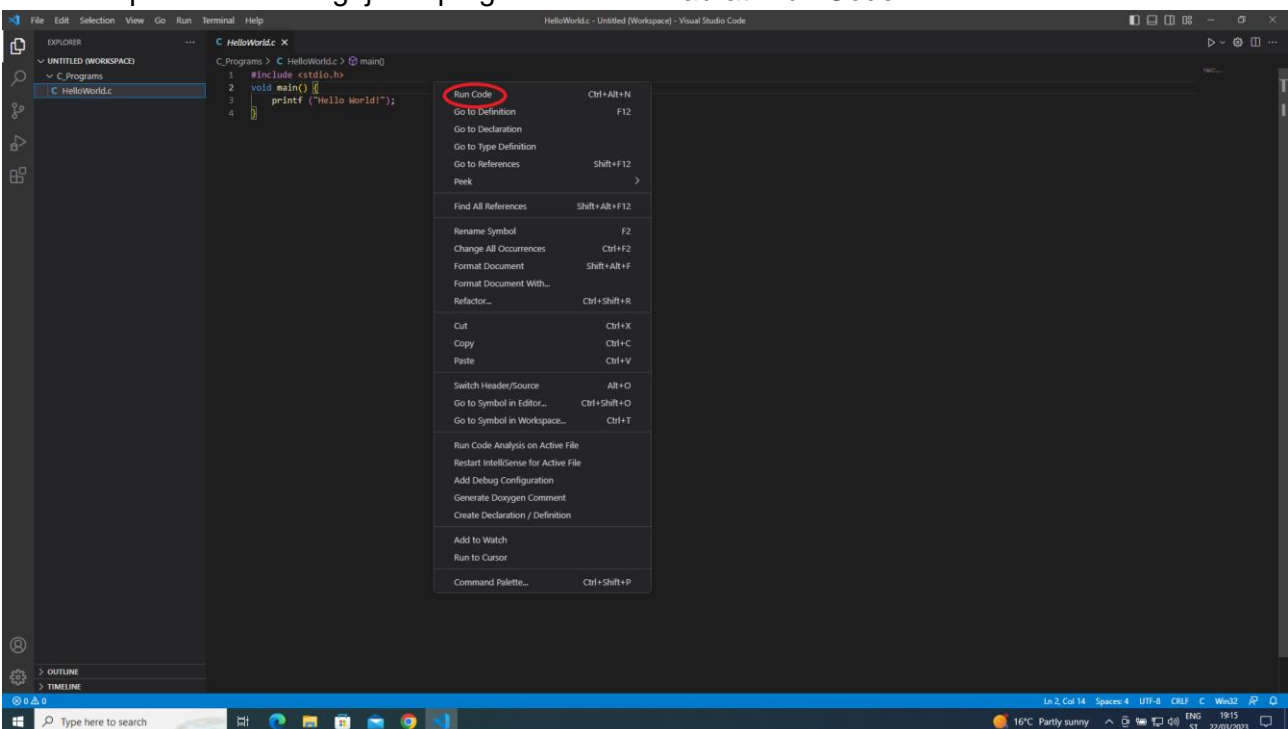 File Edit Selection View Go Run Terminal Help
HelloWorld.c - Untitled (Workspace) - Visual Studio Code
EXPLORER
UNTITLED (WORKSPACE)
C_Programs
C HelloWorld.c
OUTLINE
TIMELINE
C HelloWorld.c
C_Programs > C HelloWorld.c > main()
1 #include <stdio.h>
2 void main() {
3 printf ("Hello World!");
4 }
Run Code Ctrl+Alt+N
Go to Definition F12
Go to Declaration
Go to Type Definition
Go to References Shift+F12
Peek
Find All References Shift+Alt+F12
Rename Symbol F2
Change All Occurrences Ctrl+F2
Format Document Shift+Alt+F
Format Document With...
Refactor... Ctrl+Shift+R
Cut Ctrl+X
Copy Ctrl+C
Paste Ctrl+V
Switch Header/Source Alt+O
Go to Symbol in Editor... Ctrl+Shift+O
Go to Symbol in Workspace... Ctrl+T
Run Code Analysis on Active File
Restart IntelliSense for Active File
Add Debug Configuration
Generate Doxygen Comment
Create Declaration / Definition
Add to Watch
Run to Cursor
Command Palette... Ctrl+Shift+P
0 0
Ln 2, Col 14 Spaces: 4 UTF-8 CRLF C Win32
Type here to search
16°C Partly sunny
ENG
ST
19:15
22/03/2023